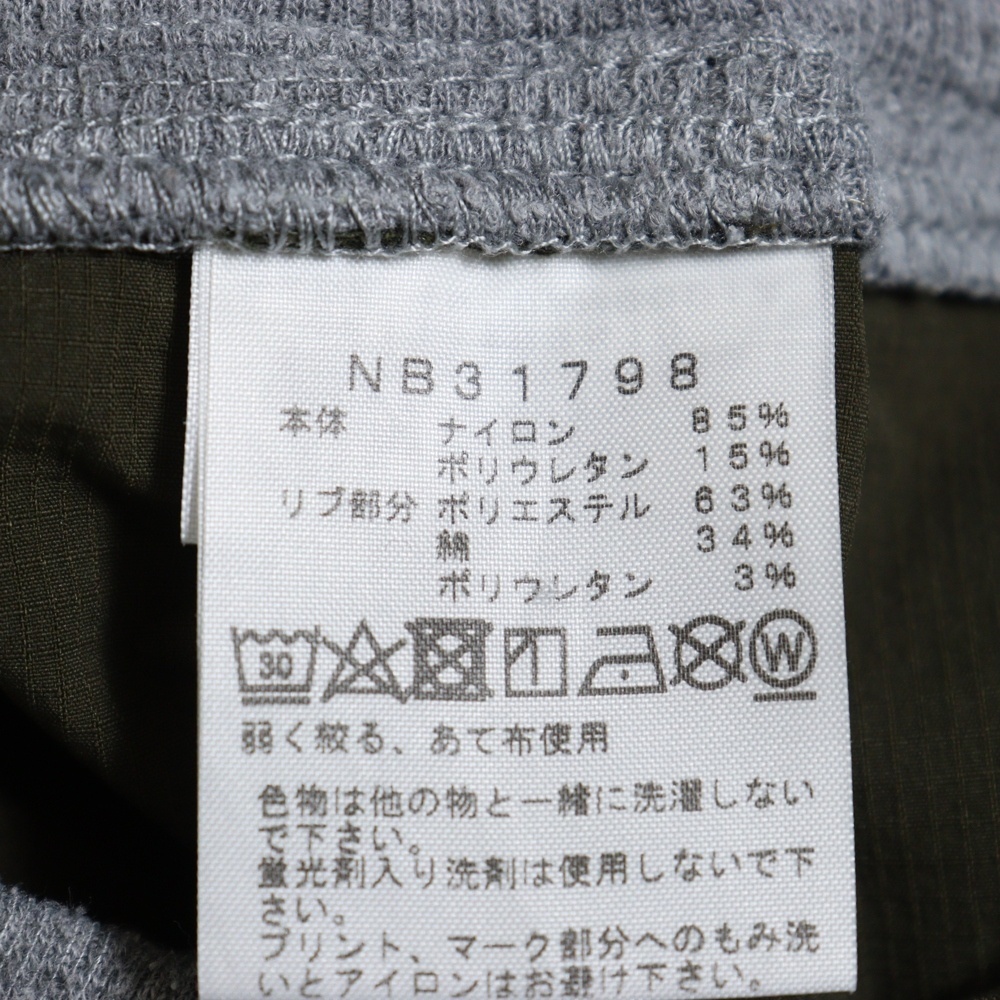 NB31798
本体 ナイロン 85%
ポリウレタン 15%
リブ部分 ポリエステル 63%
綿 34%
ポリウレタン 3%
30 W
弱く絞る、あて布使用
色物は他の物と一緒に洗濯しない
で下さい。
蛍光剤入り洗剤は使用しないで下
さい。
プリント、マーク部分へのもみ洗
いとアイロンはお避け下さい。